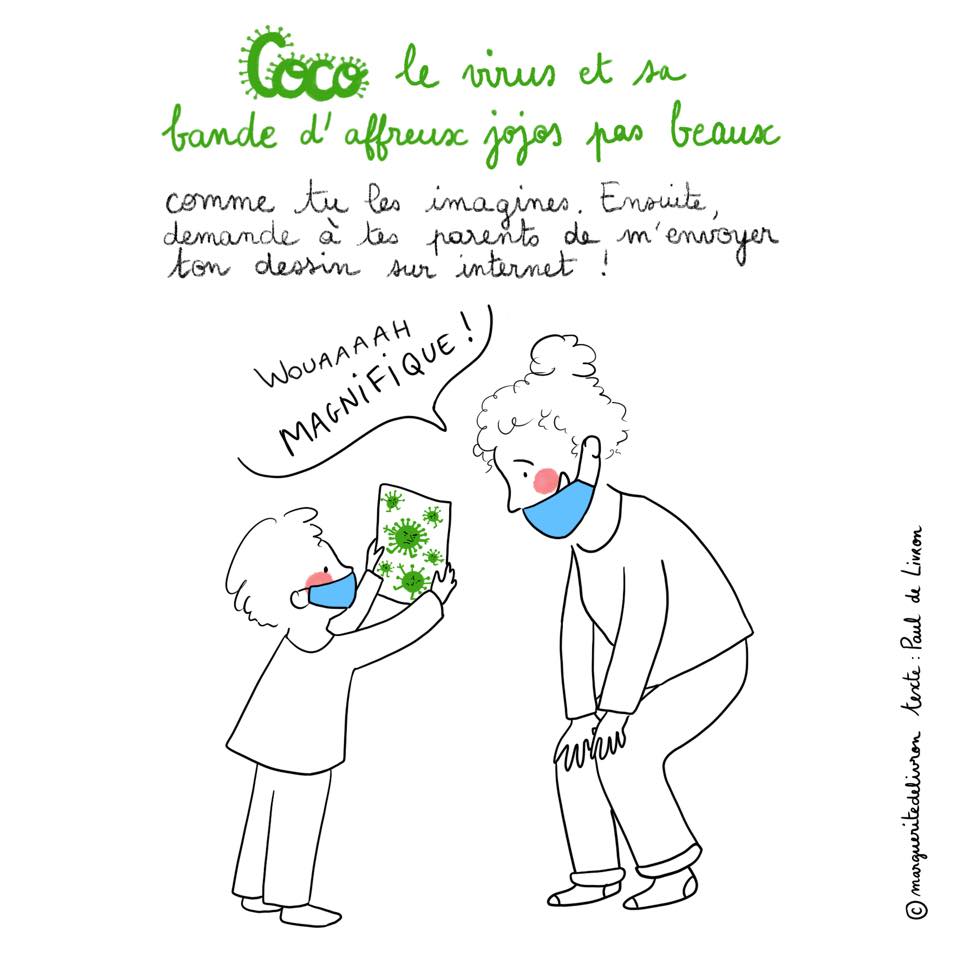 Coco le virus et sa
bande d'affreux jojos pas beaux
comme tu les imagines. Ensuite,
demande à tes parents de m'envoyer
ton dessin sur internet !
WOUAAAAH
MAGNiFiQUE !
© margueritedelivron texte : Paul de Livron